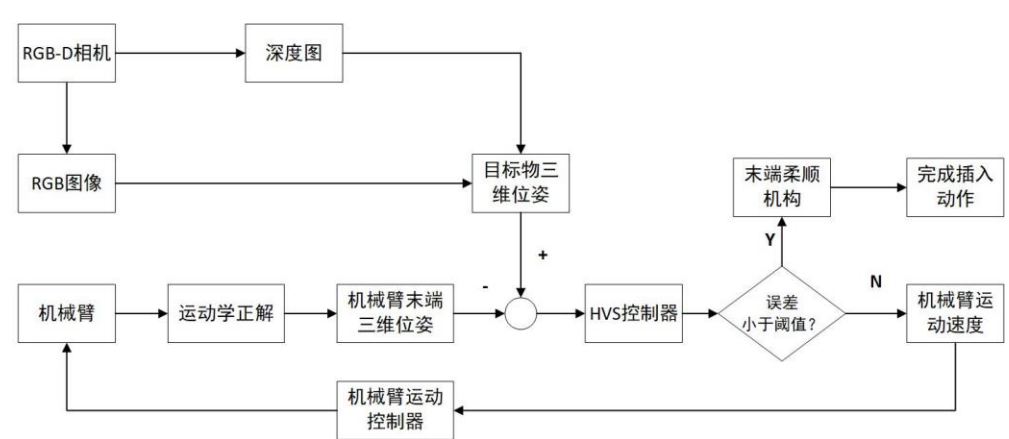 RGB-D相机
深度图
RGB图像
目标物三
维位姿
末端柔顺
机构
完成插入
动作
+
Y
-
N
机械臂
运动学正解
机械臂末端
三维位姿
HVS控制器
误差
小于阈值?
机械臂运
动速度
机械臂运动
控制器